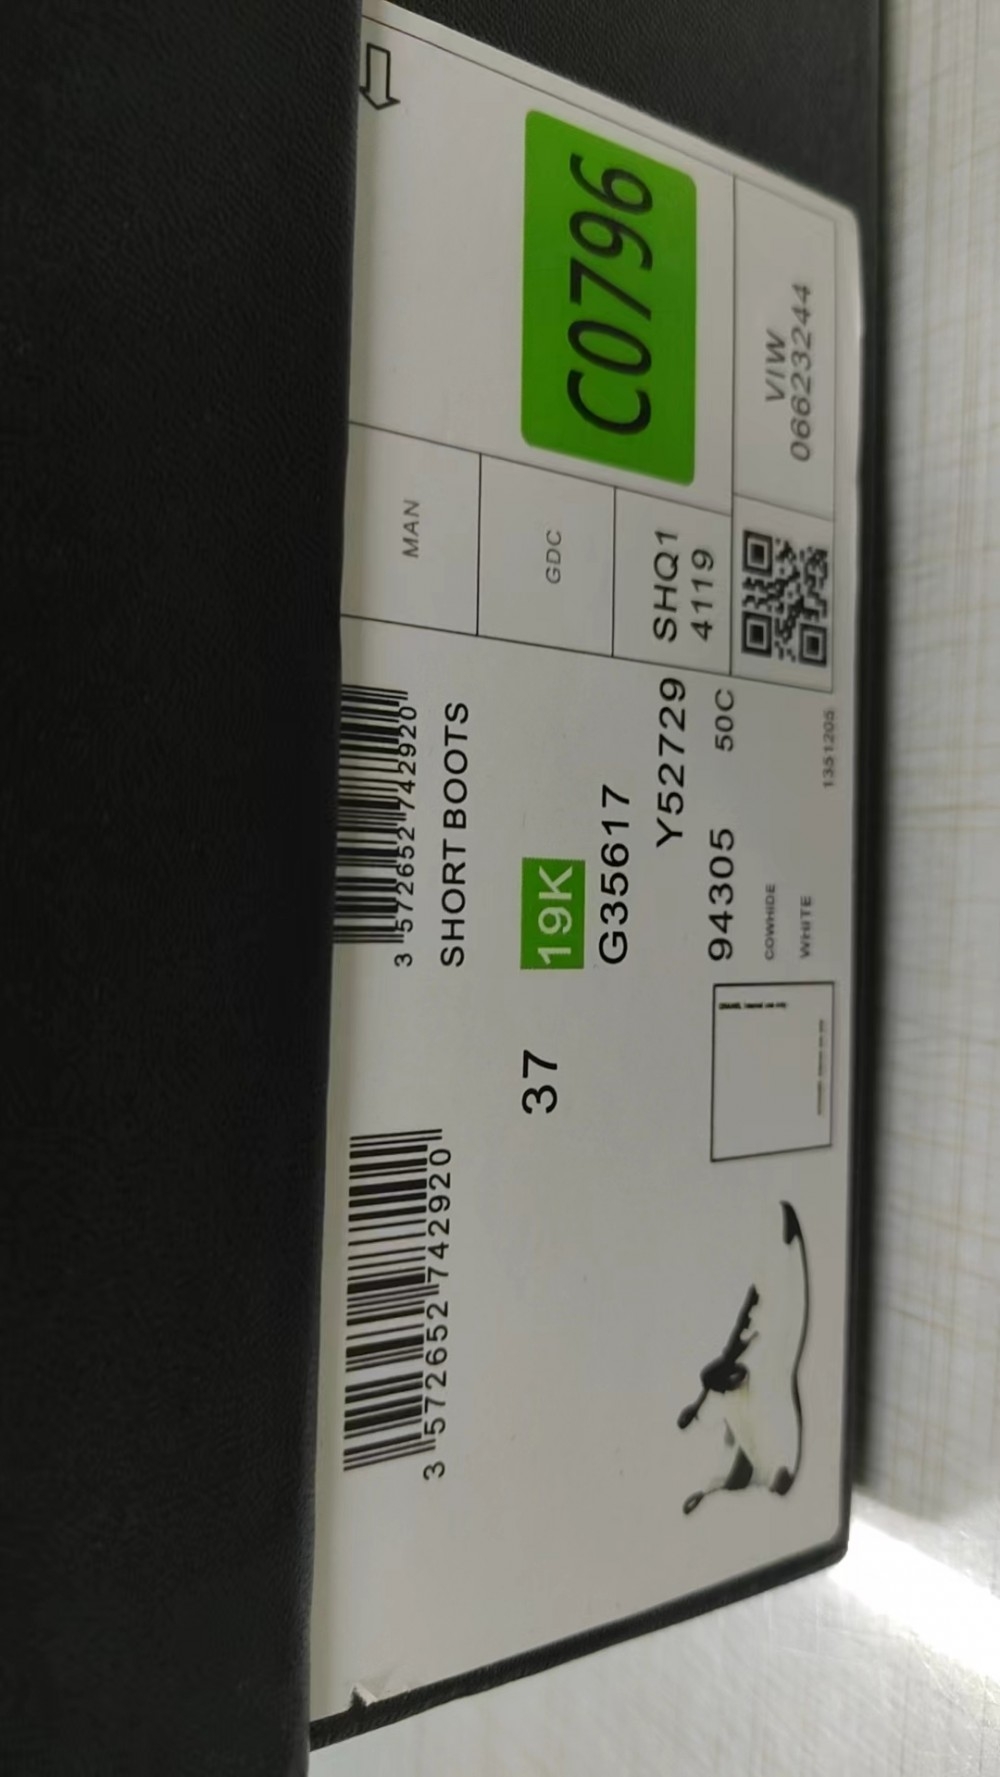 3 572652 742920
37
3 572652 742920
SHORT BOOTS
19K
G35617
Y52729
94305 50C
COWHIDE
WHITE
1351205
MAN
GDC
SHQ1
4119
C0796
VIW
06623244